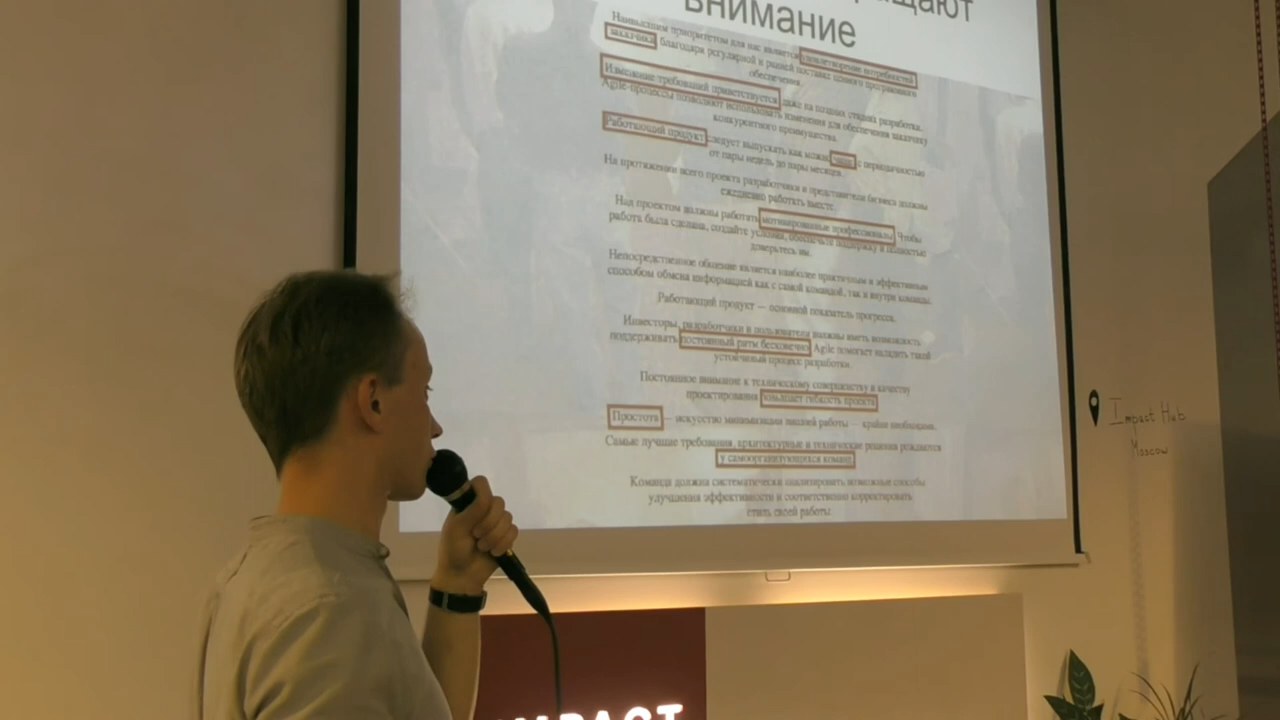 ащают
внимание
Наивысшим приоритетом для нас является удовлетворение потребностей
заказчика благодаря регулярной и ранней поставке ценного программного
обеспечения.
Изменение требований приветствуется даже на поздних стадиях разработки.
Agile-процессы позволяют использовать изменения для обеспечения заказчику
конкурентного преимущества.
Работающий продукт следует выпускать как можно чаще, с периодичностью
от пары недель до пары месяцев.
На протяжении всего проекта разработчики и представители бизнеса должны
ежедневно работать вместе.
Над проектом должны работать мотивированные профессионалы. Чтобы
работа была сделана, создайте условия, обеспечьте поддержку и полностью
доверьтесь им.
Непосредственное общение является наиболее практичным и эффективным
способом обмена информацией как с самой командой, так и внутри команды.
Работающий продукт — основной показатель прогресса.
Инвесторы, разработчики и пользователи должны иметь возможность
поддерживать постоянный ритм бесконечно. Agile помогает наладить такой
устойчивый процесс разработки.
Постоянное внимание к техническому совершенству и качеству
проектирования повышает гибкость проекта.
Простота — искусство минимизации лишней работы — крайне необходима.
Самые лучшие требования, архитектурные и технические решения рождаются
у самоорганизующихся команд.
Команда должна систематически анализировать возможные способы
улучшения эффективности и соответственно корректировать
стиль своей работы.
Impact Hub
Moscow
IMPACT